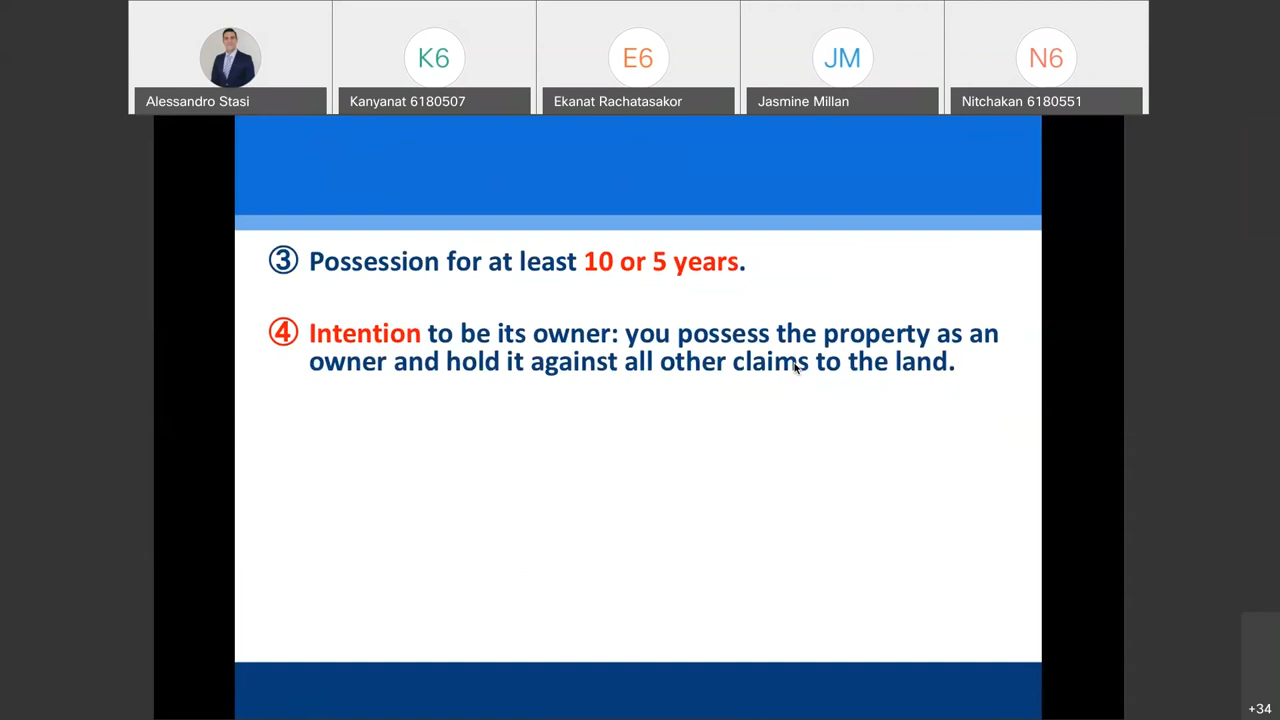 K6
E6
JM
N6
Alessandro Stasi
Kanyanat 6180507
Ekanat Rachatasakor
Jasmine Millan
Nitchakan 6180551
③ Possession for at least 10 or 5 years.
④ Intention to be its owner: you possess the property as an
owner and hold it against all other claims to the land.
+34